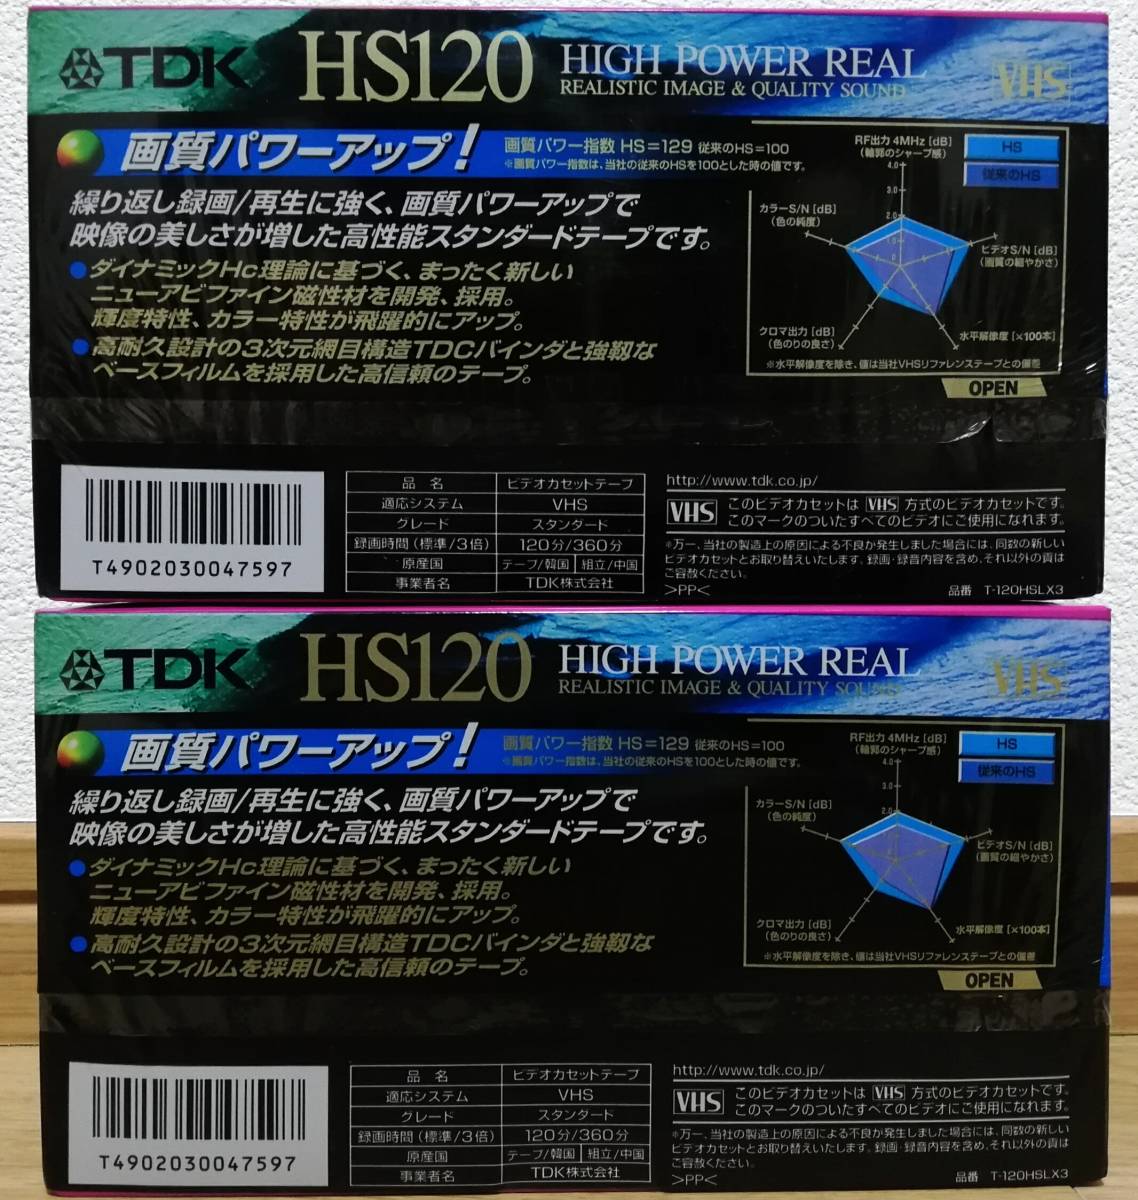 TDK HS120 HIGH POWER REAL
REALISTIC IMAGE & QUALITY SOUND
VHS
画質パワーアップ!
画質パワー指数 HS=129 従来のHS=100
※画質パワー指数は、当社の従来のHSを100とした時の値です。
繰り返し録画/再生に強く、画質パワーアップで
映像の美しさが増した高性能スタンダードテープです。
●ダイナミックHc理論に基づく、まったく新しい
ニューアビファイン磁性材を開発、採用。
輝度特性、カラー特性が飛躍的にアップ。
●高耐久設計の3次元網目構造TDCバインダと強靱な
ベースフィルムを採用した高信頼のテープ。
RF出力 4MHz [dB]
(輪郭のシャープ感)
HS
従来のHS
4.0
3.0
2.0
1.0
0
カラーS/N [dB]
(色の純度)
ビデオS/N [dB]
(画質の細やかさ)
クロマ出力 [dB]
(色のりの良さ)
水平解像度 [×100本]
※水平解像度を除き、値は当社VHSリファレンステープとの偏差
OPEN
T4902030047597
品名 ビデオカセットテープ
適応システム VHS
グレード スタンダード
録画時間(標準/3倍) 120分/360分
原産国 テープ/韓国 組立/中国
事業者名 TDK株式会社
http://www.tdk.co.jp/
VHS このビデオカセットは VHS 方式のビデオカセットです。
このマークのついたすべてのビデオにご使用になれます。
※万一、当社の製造上の原因による不良が発生しました場合には、同数の新しい
ビデオカセットとお取り替えいたします。録画・録音内容を含め、それ以外の責は
ご容赦ください。
>PP<
品番 T-120HSLX3
TDK HS120 HIGH POWER REAL
REALISTIC IMAGE & QUALITY SOUND
VHS
画質パワーアップ!
画質パワー指数 HS=129 従来のHS=100
※画質パワー指数は、当社の従来のHSを100とした時の値です。
繰り返し録画/再生に強く、画質パワーアップで
映像の美しさが増した高性能スタンダードテープです。
●ダイナミックHc理論に基づく、まったく新しい
ニューアビファイン磁性材を開発、採用。
輝度特性、カラー特性が飛躍的にアップ。
●高耐久設計の3次元網目構造TDCバインダと強靱な
ベースフィルムを採用した高信頼のテープ。
RF出力 4MHz [dB]
(輪郭のシャープ感)
HS
従来のHS
4.0
3.0
2.0
カラーS/N [dB]
(色の純度)
ビデオS/N [dB]
(画質の細やかさ)
クロマ出力 [dB]
(色のりの良さ)
水平解像度 [×100本]
※水平解像度を除き、値は当社VHSリファレンステープとの偏差
OPEN
T4902030047597
品名 ビデオカセットテープ
適応システム VHS
グレード スタンダード
録画時間(標準/3倍) 120分/360分
原産国 テープ/韓国 組立/中国
事業者名 TDK株式会社
http://www.tdk.co.jp/
VHS このビデオカセットは VHS 方式のビデオカセットです。
このマークのついたすべてのビデオにご使用になれます。
※万一、当社の製造上の原因による不良が発生しました場合には、同数の新しい
ビデオカセットとお取り替えいたします。録画・録音内容を含め、それ以外の責は
ご容赦ください。
>PP<
品番 T-120HSLX3